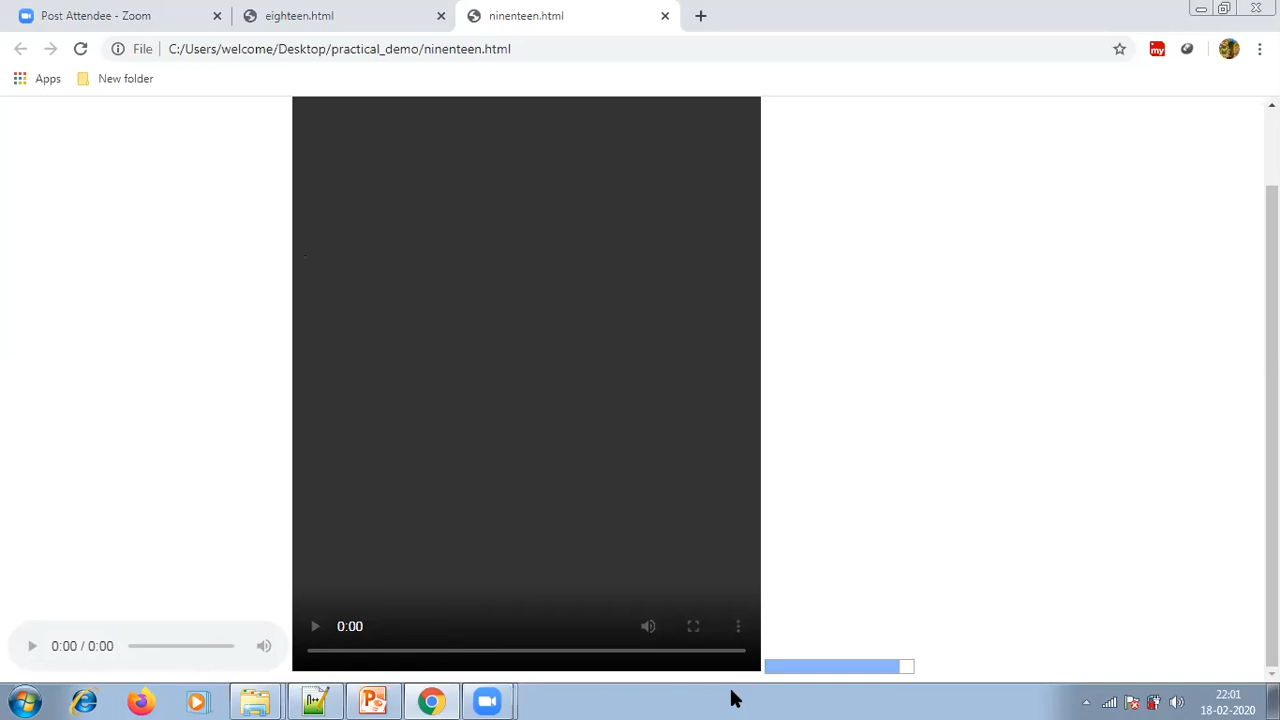 Post Attendee - Zoom
eighteen.html
ninenteen.html
File
C:/Users/welcome/Desktop/practical_demo/ninenteen.html
my
Apps
New folder
0:00
0:00 / 0:00
22:01
18-02-2020